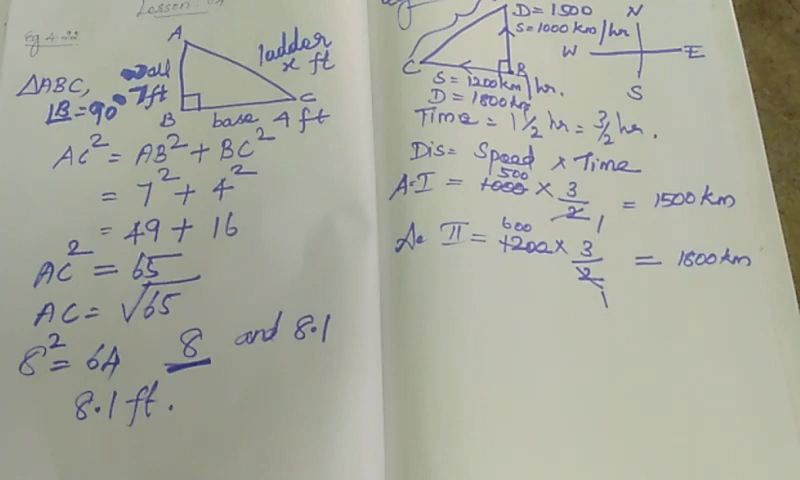 Lesson
Eg 4.22
A
ladder
x ft
wall
7ft
ΔABC,
∠B = 90°
B
base 4 ft
C
AC² = AB² + BC²
= 7² + 4²
= 49 + 16
AC² = 65
AC = √65
8² = 64 8 and 8.1
8.1 ft.
D = 1500
S = 1000 km/hr
N
W
E
S
C
B
S = 1200 km/hr.
D = 1800 km
Time = 1 1/2 hr = 3/2 hr.
Dis = Speed × Time
500
A-I = 1000 × 3/2 1 = 1500 km
600
A- II = 1200 × 3/2 = 1800 km
1